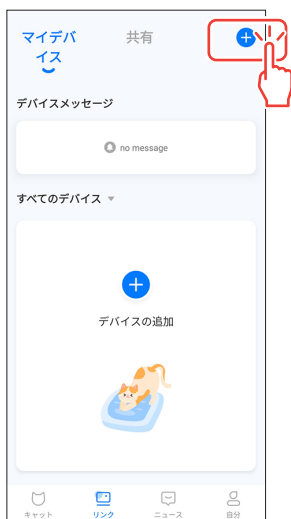 マイデバ
イス
共有
デバイスメッセージ
no message
すべてのデバイス
デバイスの追加
キャット
リンク
ニュース
自分